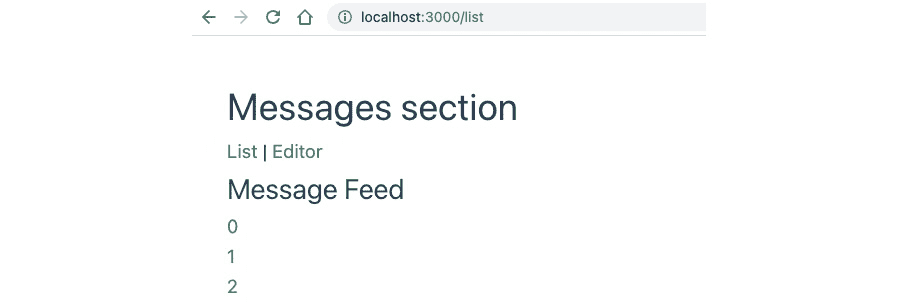 localhost:3000/list
Messages section
List | Editor
Message Feed
0
1
2